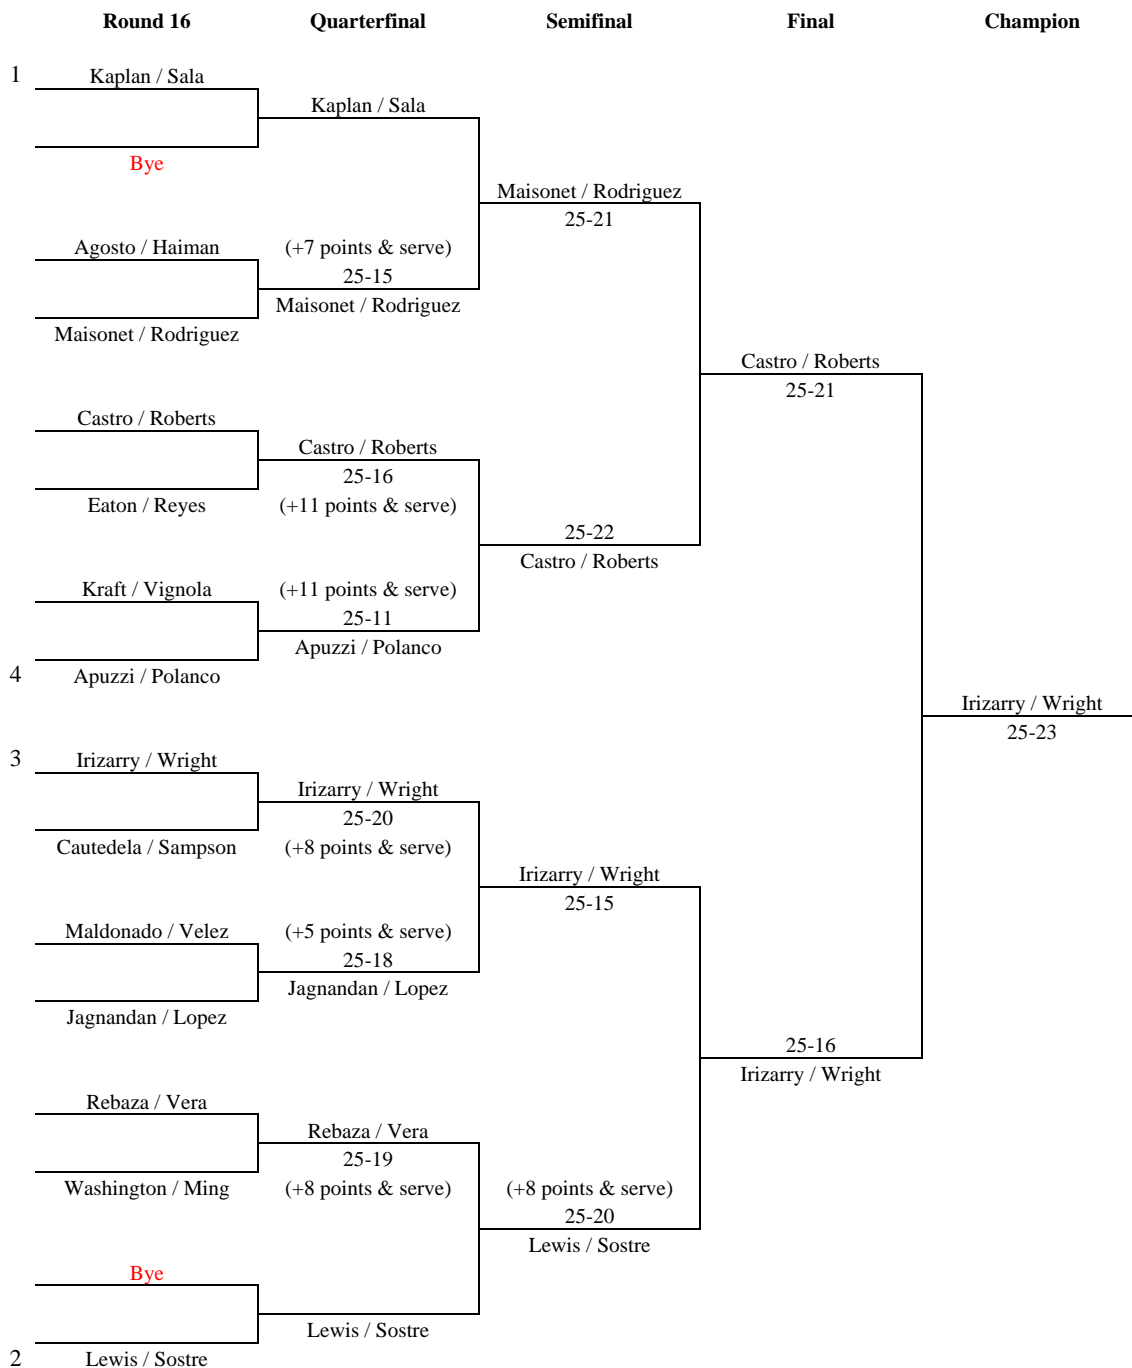 Round 16 Quarterfinal Semifinal Final Champion
1 Kaplan / Sala
Kaplan / Sala
Bye
Maisonet / Rodriguez
25-21
Agosto / Haiman (+7 points & serve)
25-15
Maisonet / Rodriguez
Maisonet / Rodriguez
Castro / Roberts
25-21
Castro / Roberts
Castro / Roberts
25-16
Eaton / Reyes (+11 points & serve)
25-22
Castro / Roberts
Kraft / Vignola (+11 points & serve)
25-11
Apuzzi / Polanco
4 Apuzzi / Polanco
Irizarry / Wright
25-23
3 Irizarry / Wright
Irizarry / Wright
25-20
Cautedela / Sampson (+8 points & serve)
Irizarry / Wright
25-15
Maldonado / Velez (+5 points & serve)
25-18
Jagnandan / Lopez
Jagnandan / Lopez
25-16
Irizarry / Wright
Rebaza / Vera
Rebaza / Vera
25-19
Washington / Ming (+8 points & serve) (+8 points & serve)
25-20
Lewis / Sostre
Bye
Lewis / Sostre
2 Lewis / Sostre